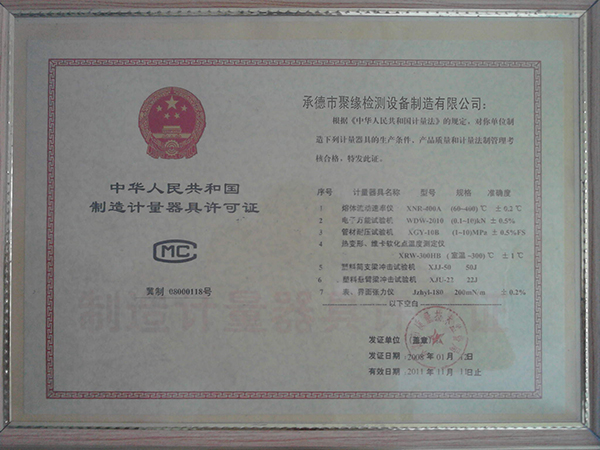 承德市聚缘检测设备制造有限公司：
根据《中华人民共和国计量法》的规定，对你单位制
造下列计量器具的生产条件、产品质量和计量法制管理考
核合格，特发此证。
中华人民共和国
制造计量器具许可证
CMC
冀制 08000118号
序号 计量器具名称 型号 规格 准确度
1 熔体流动速率仪 XNR-400A (60~400)℃ ±0.2℃
2 电子万能试验机 WDW-2010 (0.1~10)kN ±0.5%
3 管材耐压试验机 XGY-10B (1~10)MPa ±0.5%FS
4 热变形、维卡软化点温度测定仪
XRW-300HB (室温~300)℃ ±1℃
5 塑料简支梁冲击试验机 XJJ-50 50J
6 塑料悬臂梁冲击试验机 XJU-22 22J
7 表、界面张力仪 Jzhyl-180 200mN/m ±0.2%
以下空白
发证单位 (盖章)
发证日期 2008年01月 日
有效日期 2011年11月 日止